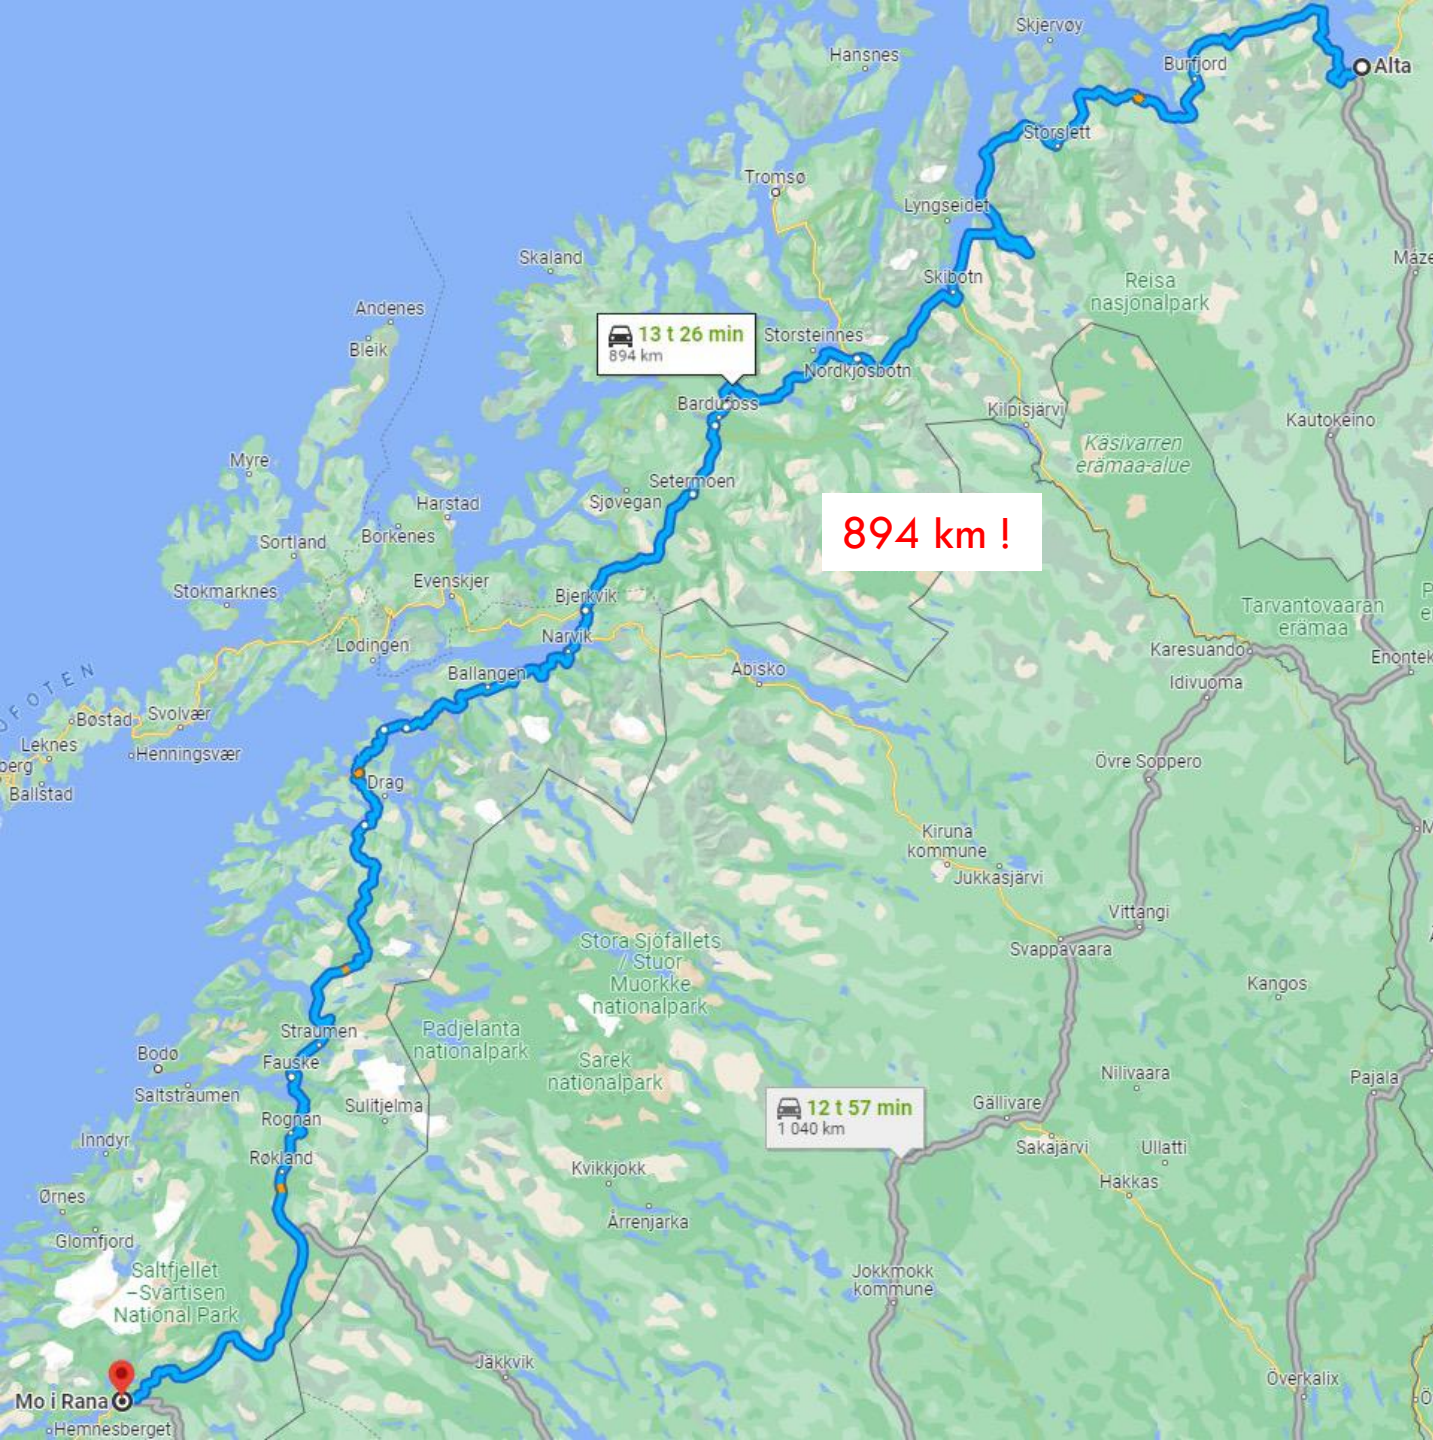 Skjervøy
Hansnes
Burfjord
Alta
Storslett
Tromsø
Lyngseidet
Skaland
Skibotn
Reisa
nasjonalpark
Andenes
13 t 26 min
894 km
Storsteinnes
Bleik
Nordkjosbotn
Bardufoss
Kilpisjärvi
Kautokeino
Käsivarren
erämaa-alue
Myre
Setermoen
Sjøvegan
Harstad
894 km !
Borkenes
Sortland
Evenskjer
Stokmarknes
Bjerkvik
Tarvantovaaran
erämaa
Narvik
Lødingen
Karesuando
Ballangen
Abisko
Idivuoma
OFOTEN
Bøstad
Svolvær
Leknes
Henningsvær
Övre Soppero
Drag
Ballstad
Kiruna
kommune
Jukkasjärvi
Vittangi
Svappavaara
Stora Sjöfallets
/ Stuor
Muorkke
nationalpark
Kangos
Straumen
Padjelanta
nationalpark
Bodø
Fauske
Sarek
nationalpark
Nilivaara
Pajala
Saltstraumen
Sulitjelma
12 t 57 min
1 040 km
Gällivare
Rognan
Inndyr
Sakajärvi
Ullatti
Røkland
Kvikkjokk
Hakkas
Ørnes
Årrenjarka
Glomfjord
Saltfjellet
–Svartisen
National Park
Jokkmokk
kommune
Jäkkvik
Överkalix
Mo i Rana
Hemnesberget